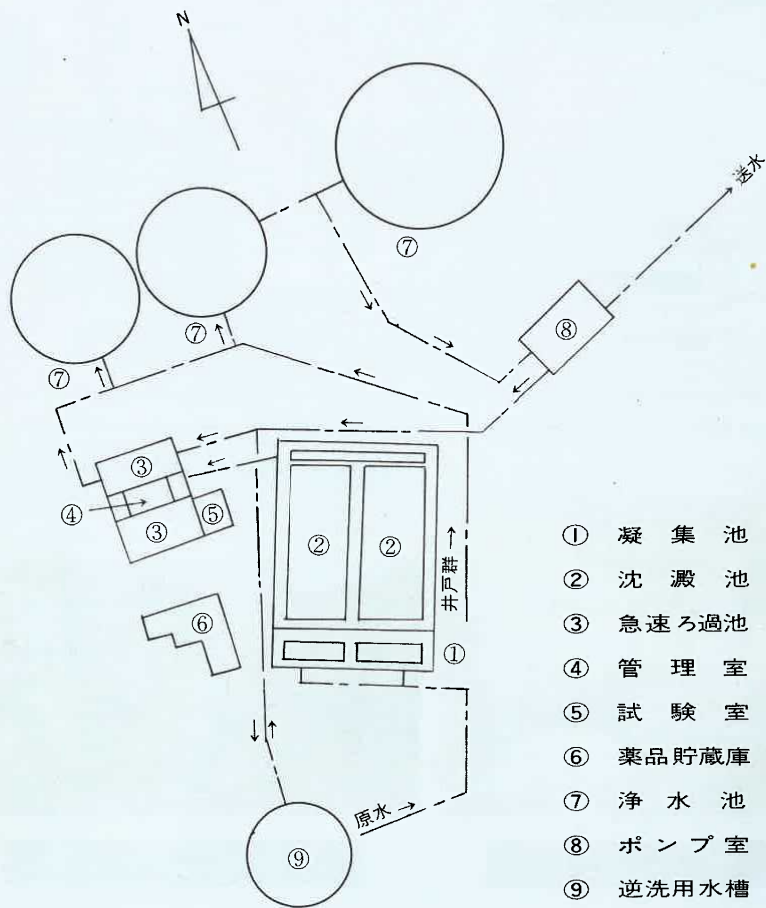 N
送水
⑦
⑧
⑦
⑦
③
④
③
⑤
②
②
井戸群→
⑥
①
原水→
⑨
① 凝集池
② 沈澱池
③ 急速ろ過池
④ 管理室
⑤ 試験室
⑥ 薬品貯蔵庫
⑦ 浄水池
⑧ ポンプ室
⑨ 逆洗用水槽